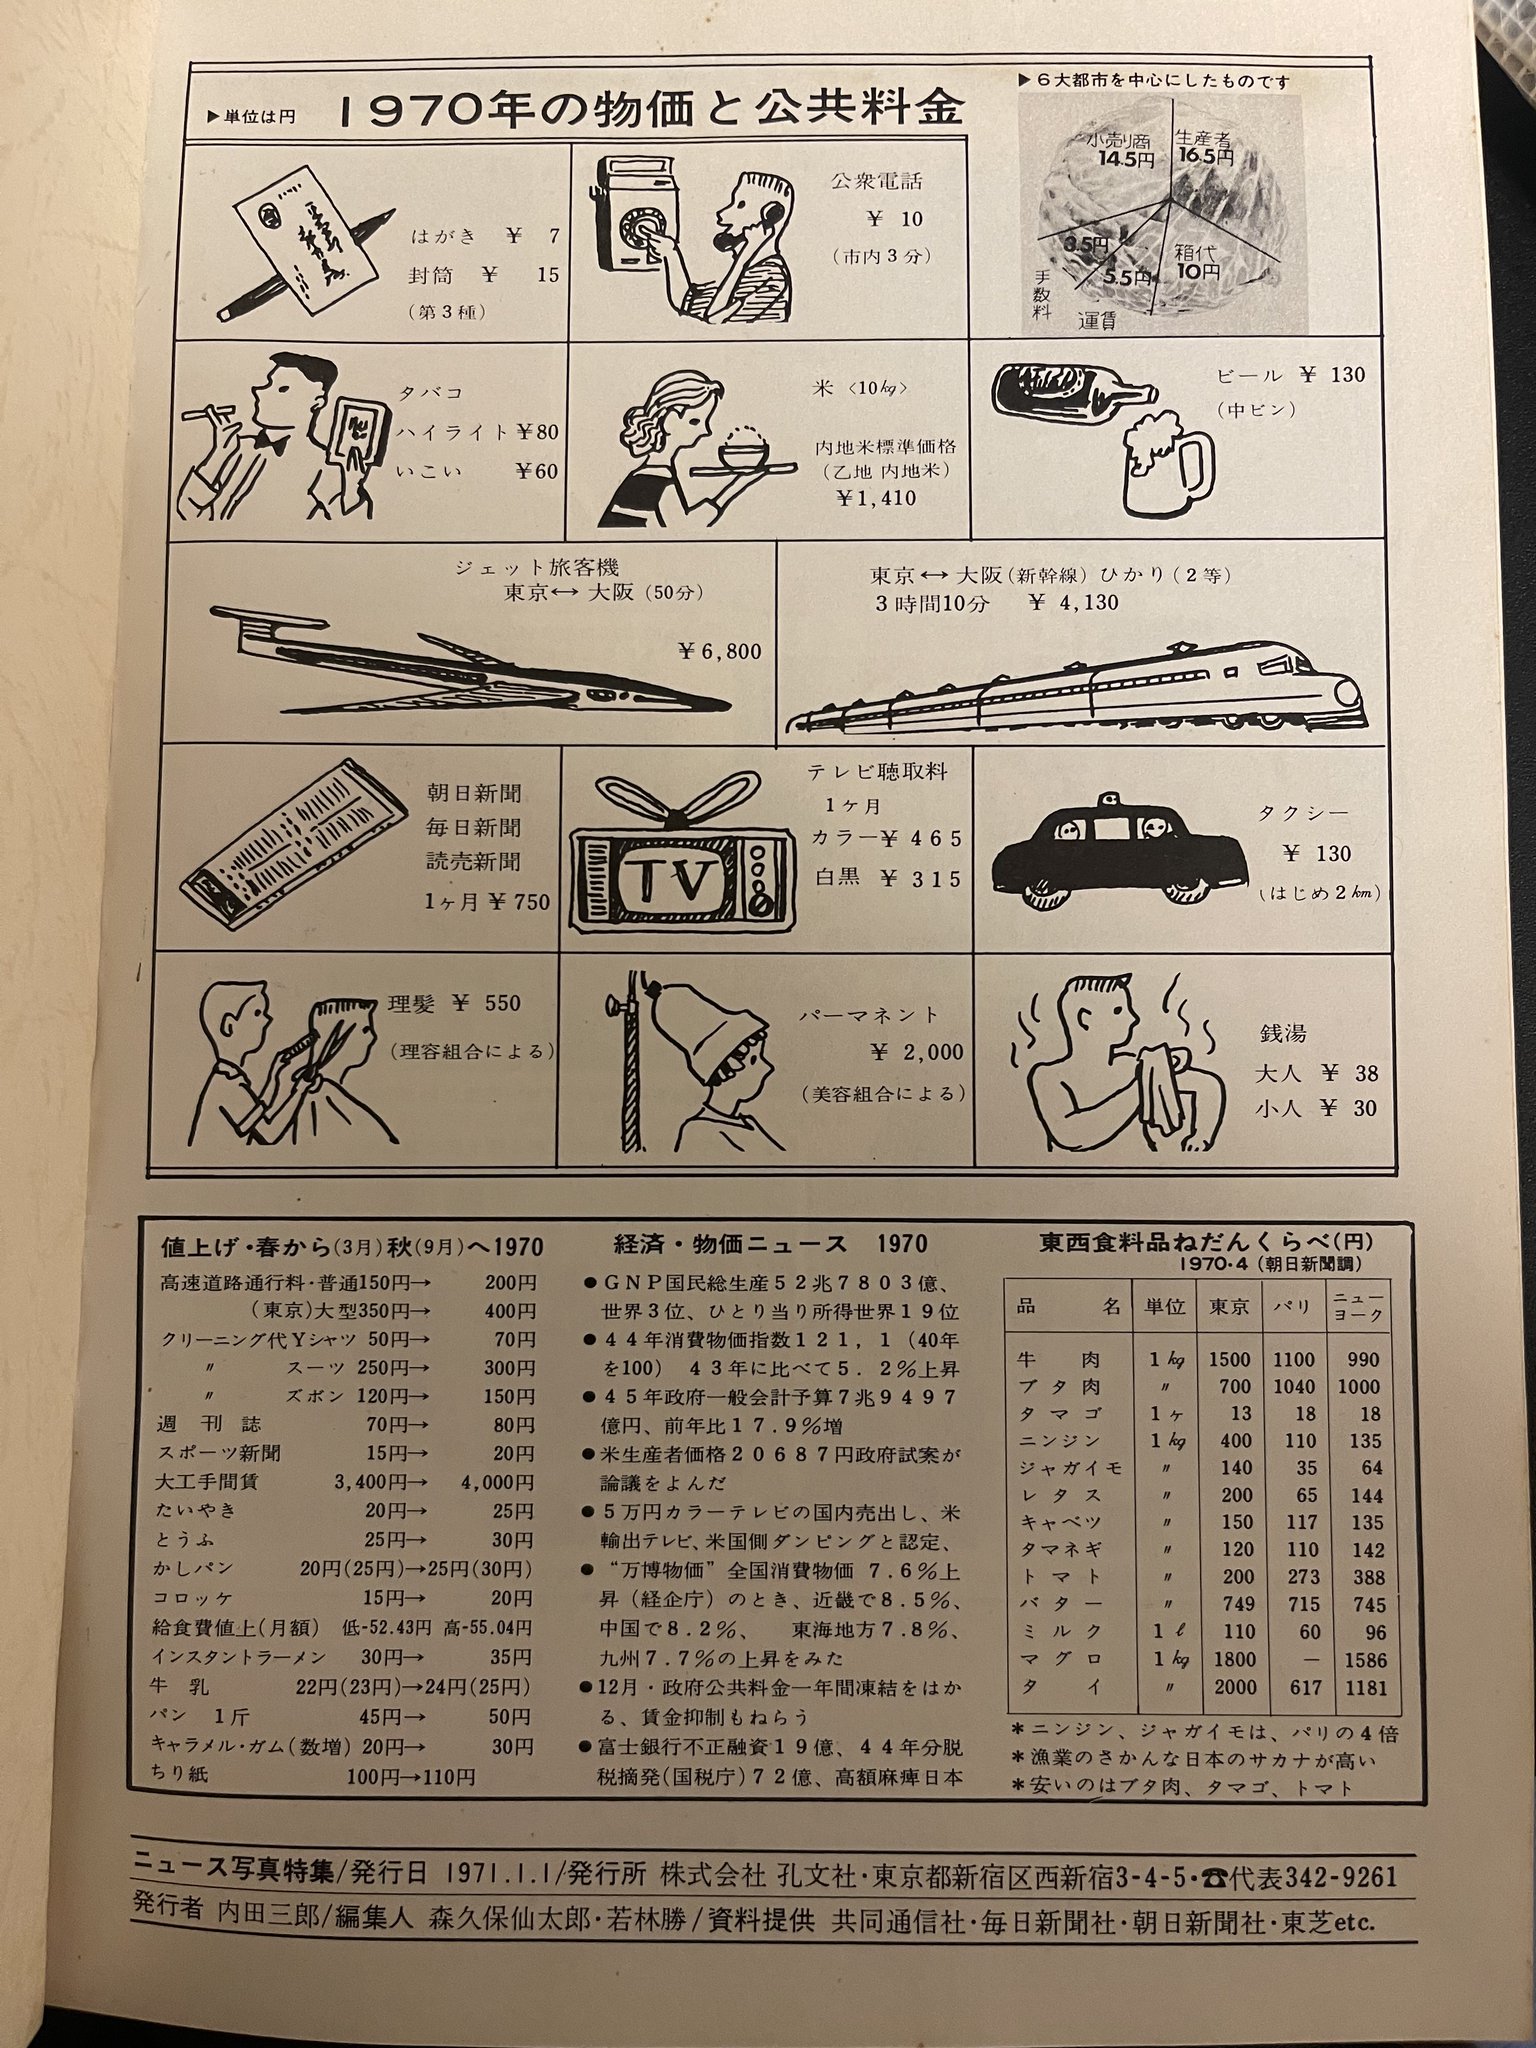 ▶単位は円
1970年の物価と公共料金
▶6大都市を中心にしたものです
小売り商
14.5円
生産者
16.5円
3.5円
手数料
5.5円
運賃
箱代
10円
はがき ¥ 7
封筒 ¥ 15
(第3種)
公衆電話
¥ 10
(市内3分)
タバコ
ハイライト¥80
いこい ¥60
米〈10kg〉
内地米標準価格
(乙地 内地米)
¥1,410
ビール ¥ 130
(中ビン)
ジェット旅客機
東京↔大阪(50分)
¥6,800
東京↔大阪(新幹線)ひかり(2等)
3時間10分 ¥ 4,130
朝日新聞
毎日新聞
読売新聞
1ヶ月¥750
TV
テレビ聴取料
1ヶ月
カラー¥465
白黒 ¥315
タクシー
¥ 130
(はじめ2km)
理髪 ¥ 550
(理容組合による)
パーマネント
¥ 2,000
(美容組合による)
銭湯
大人 ¥ 38
小人 ¥ 30
値上げ・春から(3月)秋(9月)へ1970
高速道路通行料・普通150円→ 200円
(東京)大型350円→ 400円
クリーニング代Yシャツ 50円→ 70円
〃 スーツ 250円→ 300円
〃 ズボン 120円→ 150円
週刊誌 70円→ 80円
スポーツ新聞 15円→ 20円
大工手間賃 3,400円→ 4,000円
たいやき 20円→ 25円
とうふ 25円→ 30円
かしパン 20円(25円)→25円(30円)
コロッケ 15円→ 20円
給食費値上(月額) 低-52.43円 高-55.04円
インスタントラーメン 30円→ 35円
牛乳 22円(23円)→24円(25円)
パン 1斤 45円→ 50円
キャラメル・ガム(数増) 20円→ 30円
ちり紙 100円→110円
経済・物価ニュース 1970
●GNP国民総生産52兆7803億、
世界3位、ひとり当り所得世界19位
●44年消費物価指数121,1(40年
を100) 43年に比べて5.2%上昇
●45年政府一般会計予算7兆9497
億円、前年比17.9%増
●米生産者価格20687円政府試案が
論議をよんだ
●5万円カラーテレビの国内売出し、米
輸出テレビ、米国側ダンピングと認定、
●“万博物価”全国消費物価 7.6%上
昇(経企庁)のとき、近畿で8.5%、
中国で8.2%、 東海地方7.8%、
九州7.7%の上昇をみた
●12月・政府公共料金一年間凍結をはか
る、賃金抑制もねらう
●富士銀行不正融資19億、44年分脱
税摘発(国税庁)72億、高額麻痺日本
東西食料品ねだんくらべ(円)
1970・4(朝日新聞調)
品名 単位 東京 パリ ニューヨーク
牛肉 1kg 1500 1100 990
ブタ肉 〃 700 1040 1000
タマゴ 1ヶ 13 18 18
ニンジン 1kg 400 110 135
ジャガイモ 〃 140 35 64
レタス 〃 200 65 144
キャベツ 〃 150 117 135
タマネギ 〃 120 110 142
トマト 〃 200 273 388
バター 〃 749 715 745
ミルク 1ℓ 110 60 96
マグロ 1kg 1800 — 1586
タイ 〃 2000 617 1181
*ニンジン、ジャガイモは、パリの4倍
*漁業のさかんな日本のサカナが高い
*安いのはブタ肉、タマゴ、トマト
ニュース写真特集/発行日 1971.1.1/発行所 株式会社 孔文社・東京都新宿区西新宿3-4-5・☎代表342-9261
発行者 内田三郎/編集人 森久保仙太郎・若林勝/資料提供 共同通信社・毎日新聞社・朝日新聞社・東芝etc.